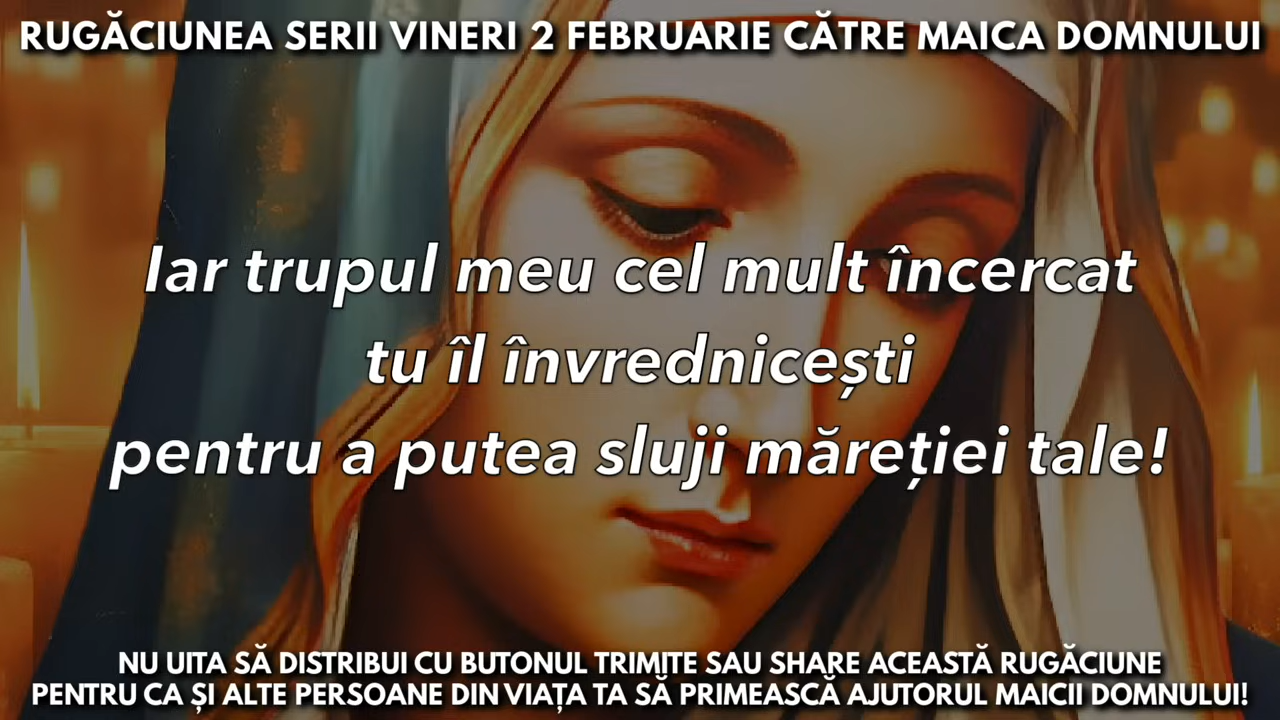 RUGĂCIUNEA SERII VINERI 2 FEBRUARIE CĂTRE MAICA DOMNULUI
Iar trupul meu cel mult încercat
tu îl învrednicești
pentru a putea sluji măreției tale!
NU UITA SĂ DISTRIBUI CU BUTONUL TRIMITE SAU SHARE ACEASTĂ RUGĂCIUNE
PENTRU CA ȘI ALTE PERSOANE DIN VIAȚA TA SĂ PRIMEASCĂ AJUTORUL MAICII DOMNULUI!